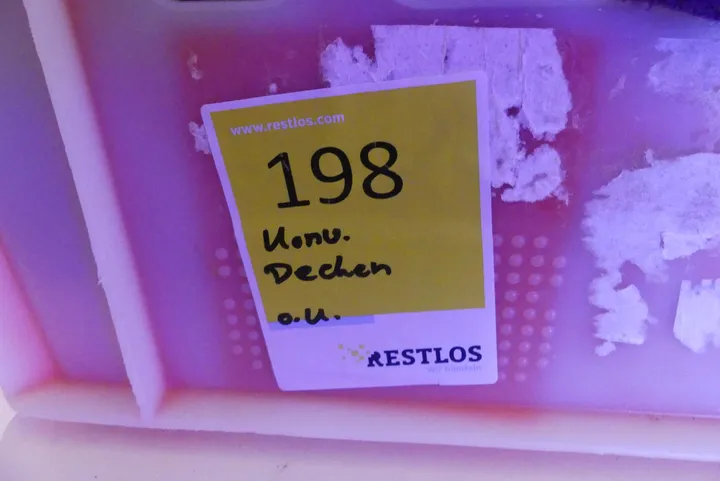 www.restlos.com
198
Konv.
Decken
o.U.
RESTLOS